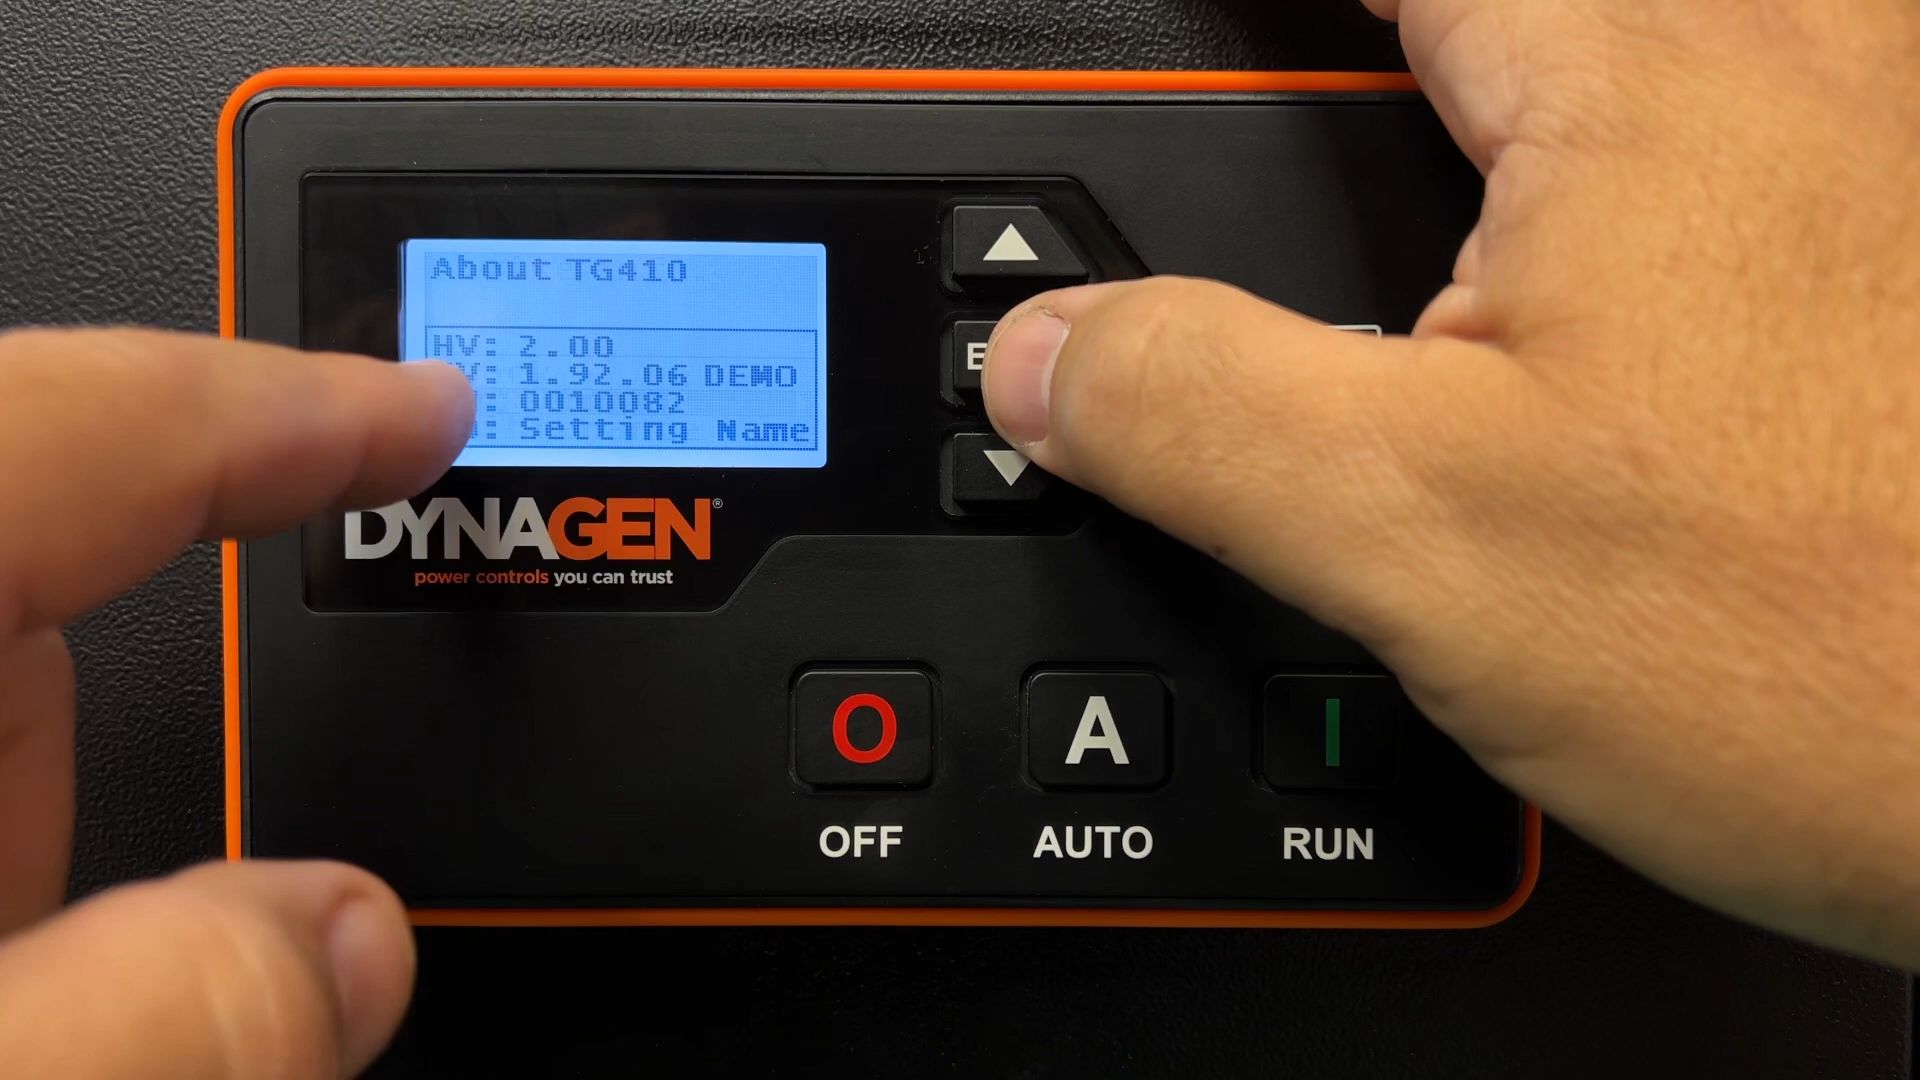 About TG410
HV: 2.00
V: 1.92.06 DEMO
: 0010082
: Setting Name
DYNAGEN®
power controls you can trust
E
O
A
I
OFF
AUTO
RUN